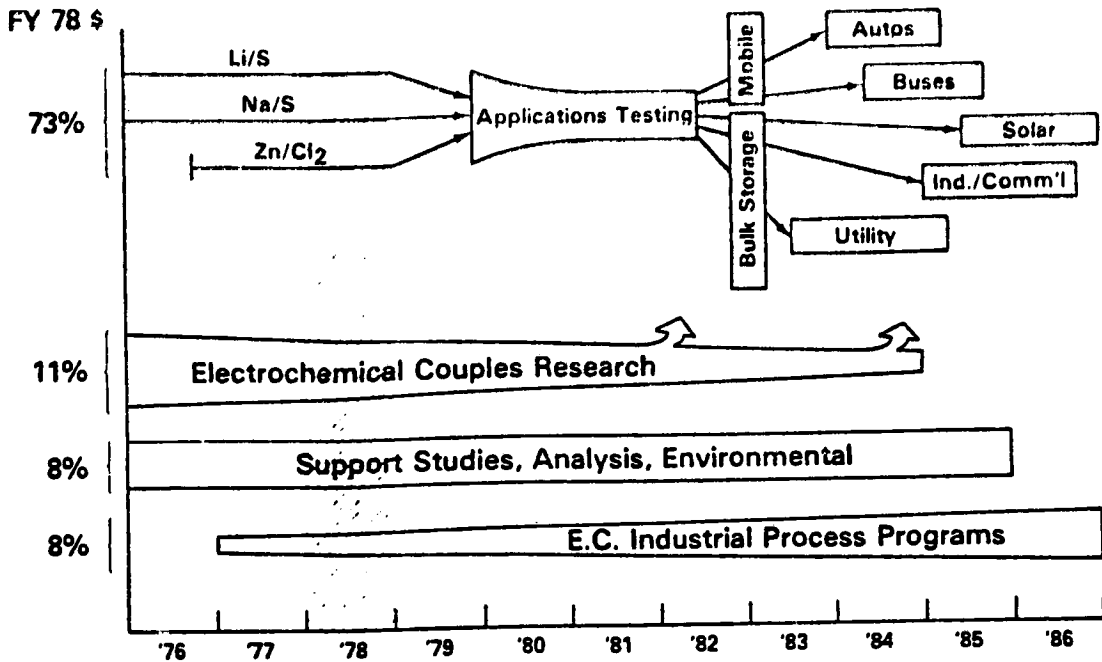 FY 78 $
Li/S
Na/S
Zn/Cl2
73%
Applications Testing
Mobile
Bulk Storage
Autos
Buses
Solar
Ind./Comm'l
Utility
11%
Electrochemical Couples Research
8%
Support Studies, Analysis, Environmental
8%
E.C. Industrial Process Programs
'76 '77 '78 '79 '80 '81 '82 '83 '84 '85 '86